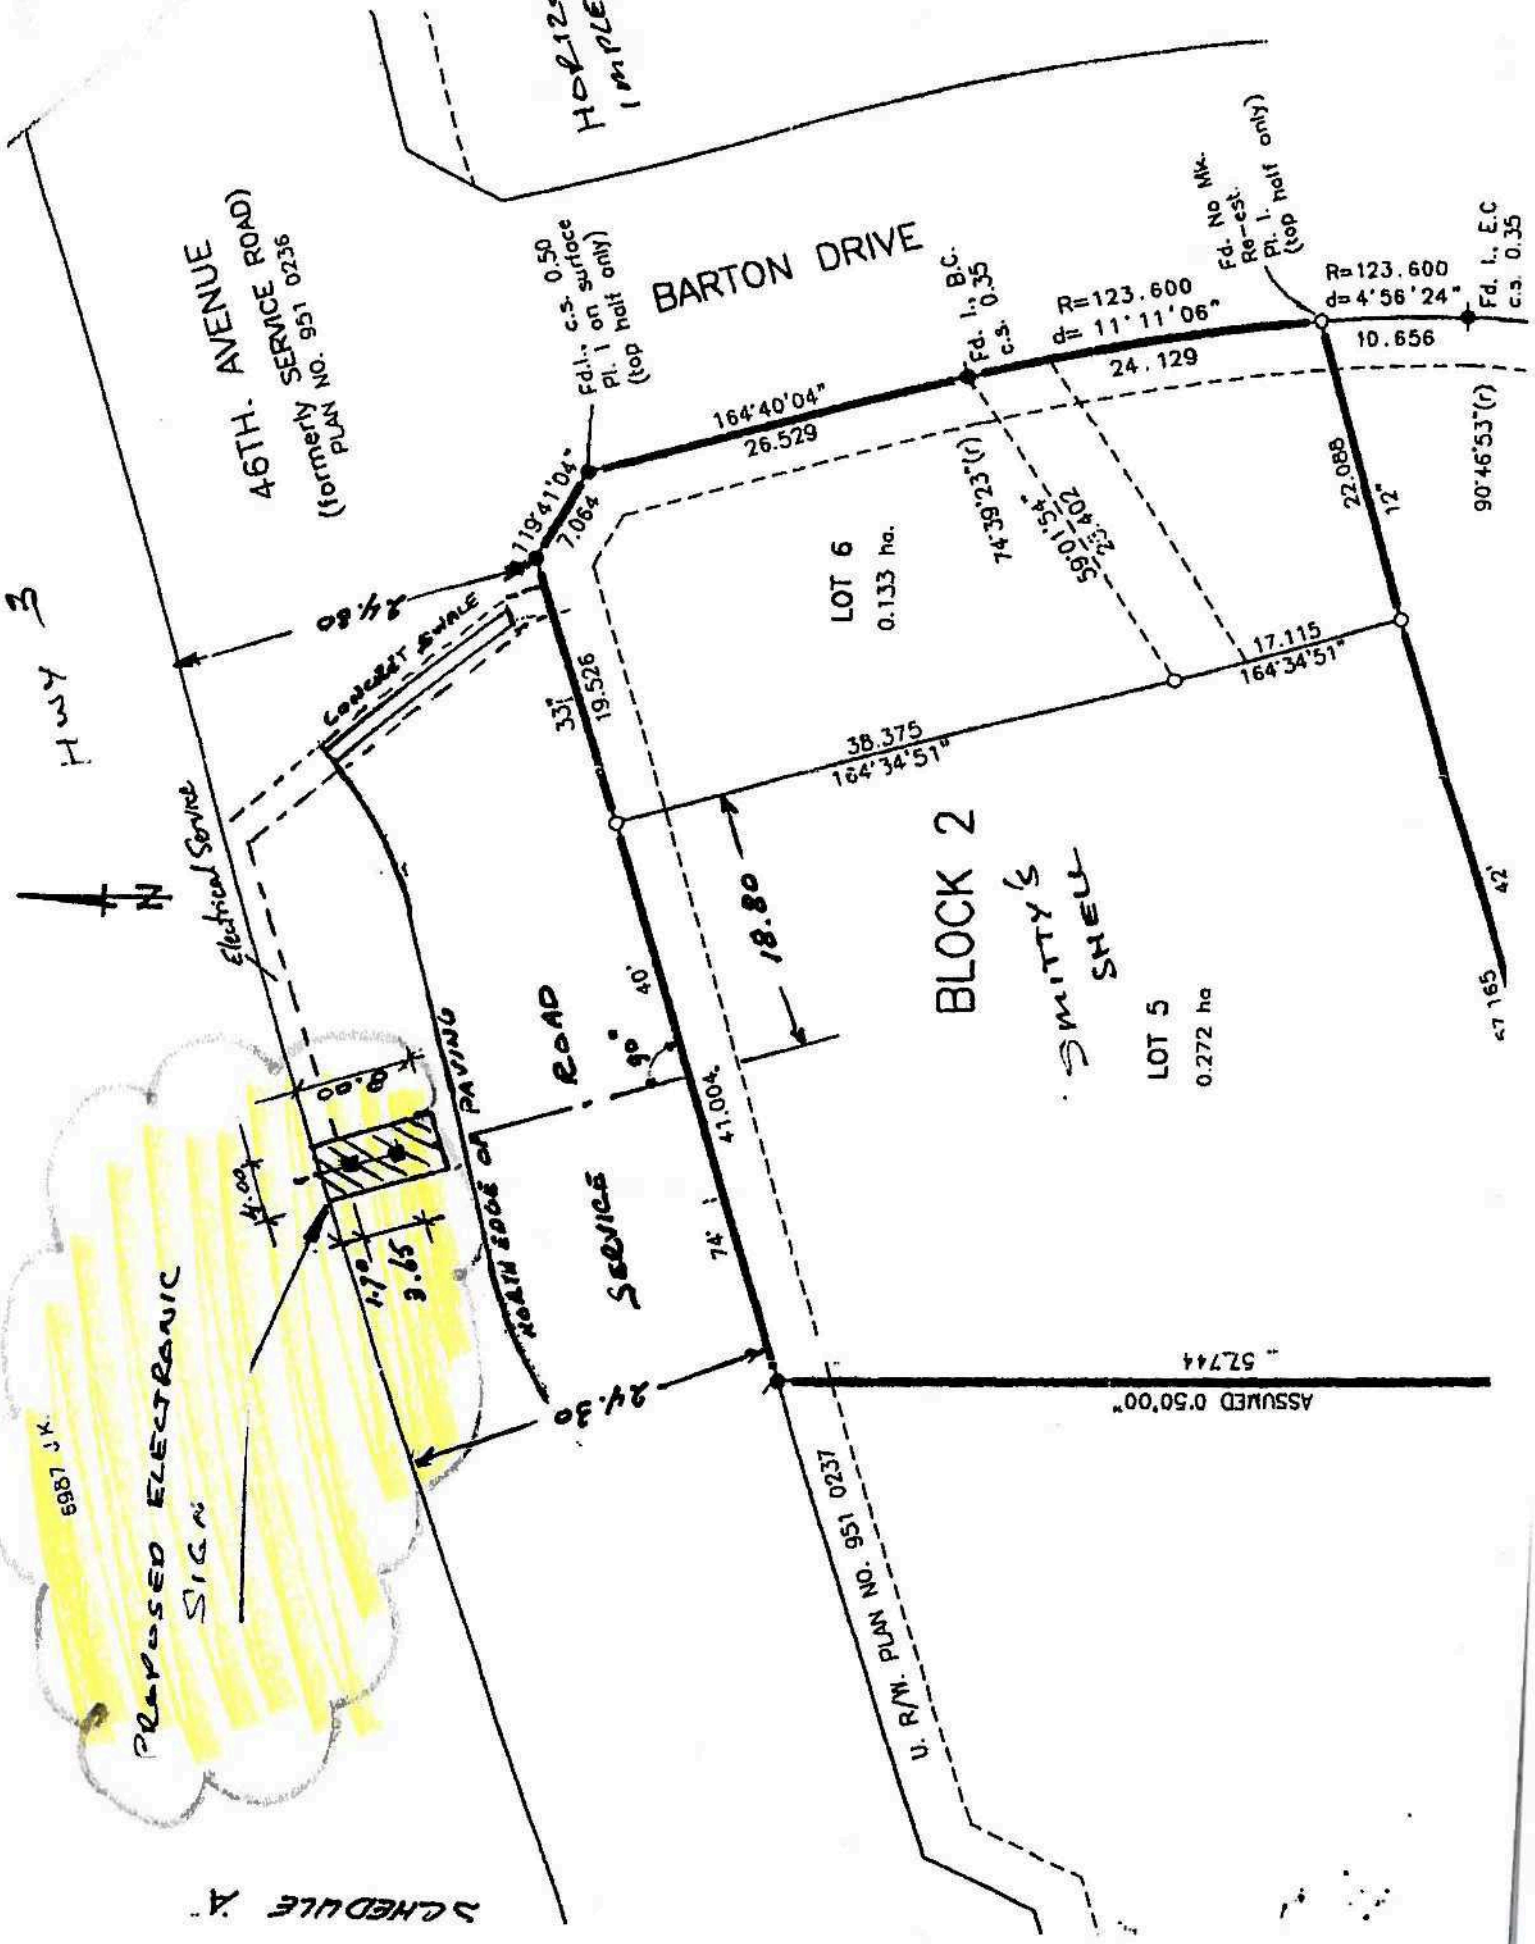 SCHEDULE "A"
HWY 3
5987 J.K.
PROPOSED ELECTRONIC
SIGN
Electrical Service
N
4.00
8.00
1.70
3.65
NORTH EDGE OF PAVING
SERVICE ROAD
90°
24.30
24.80
CONCRET SWALE
46TH. AVENUE
(formerly SERVICE ROAD)
PLAN NO. 951 0236
119°41'04"
7.064
Fd.I., c.s. 0.50
Pl. I on surface
(top half only)
BARTON DRIVE
164°40'04"
26.529
Fd. I., B.C.
c.s. 0.35
R=123.600
d= 11°11'06"
24.129
Fd. No Mk.
Re-est.
Pl. I.
(top half only)
R=123.600
d=4°56'24"
10.656
Fd. I., E.C
c.s. 0.35
90°46'53"(r)
22.088
12"
74°39'23"(r)
59°01'54"
LOT 6
0.133 ha.
33"
19.526
38.375
164°34'51"
17.115
164°34'51"
18.80
40'
41.004
74°
BLOCK 2
SMITTY'S
SHELL
LOT 5
0.272 ha
42'
ASSUMED 0°50'00"
57.744
U. R/W. PLAN NO. 951 0237